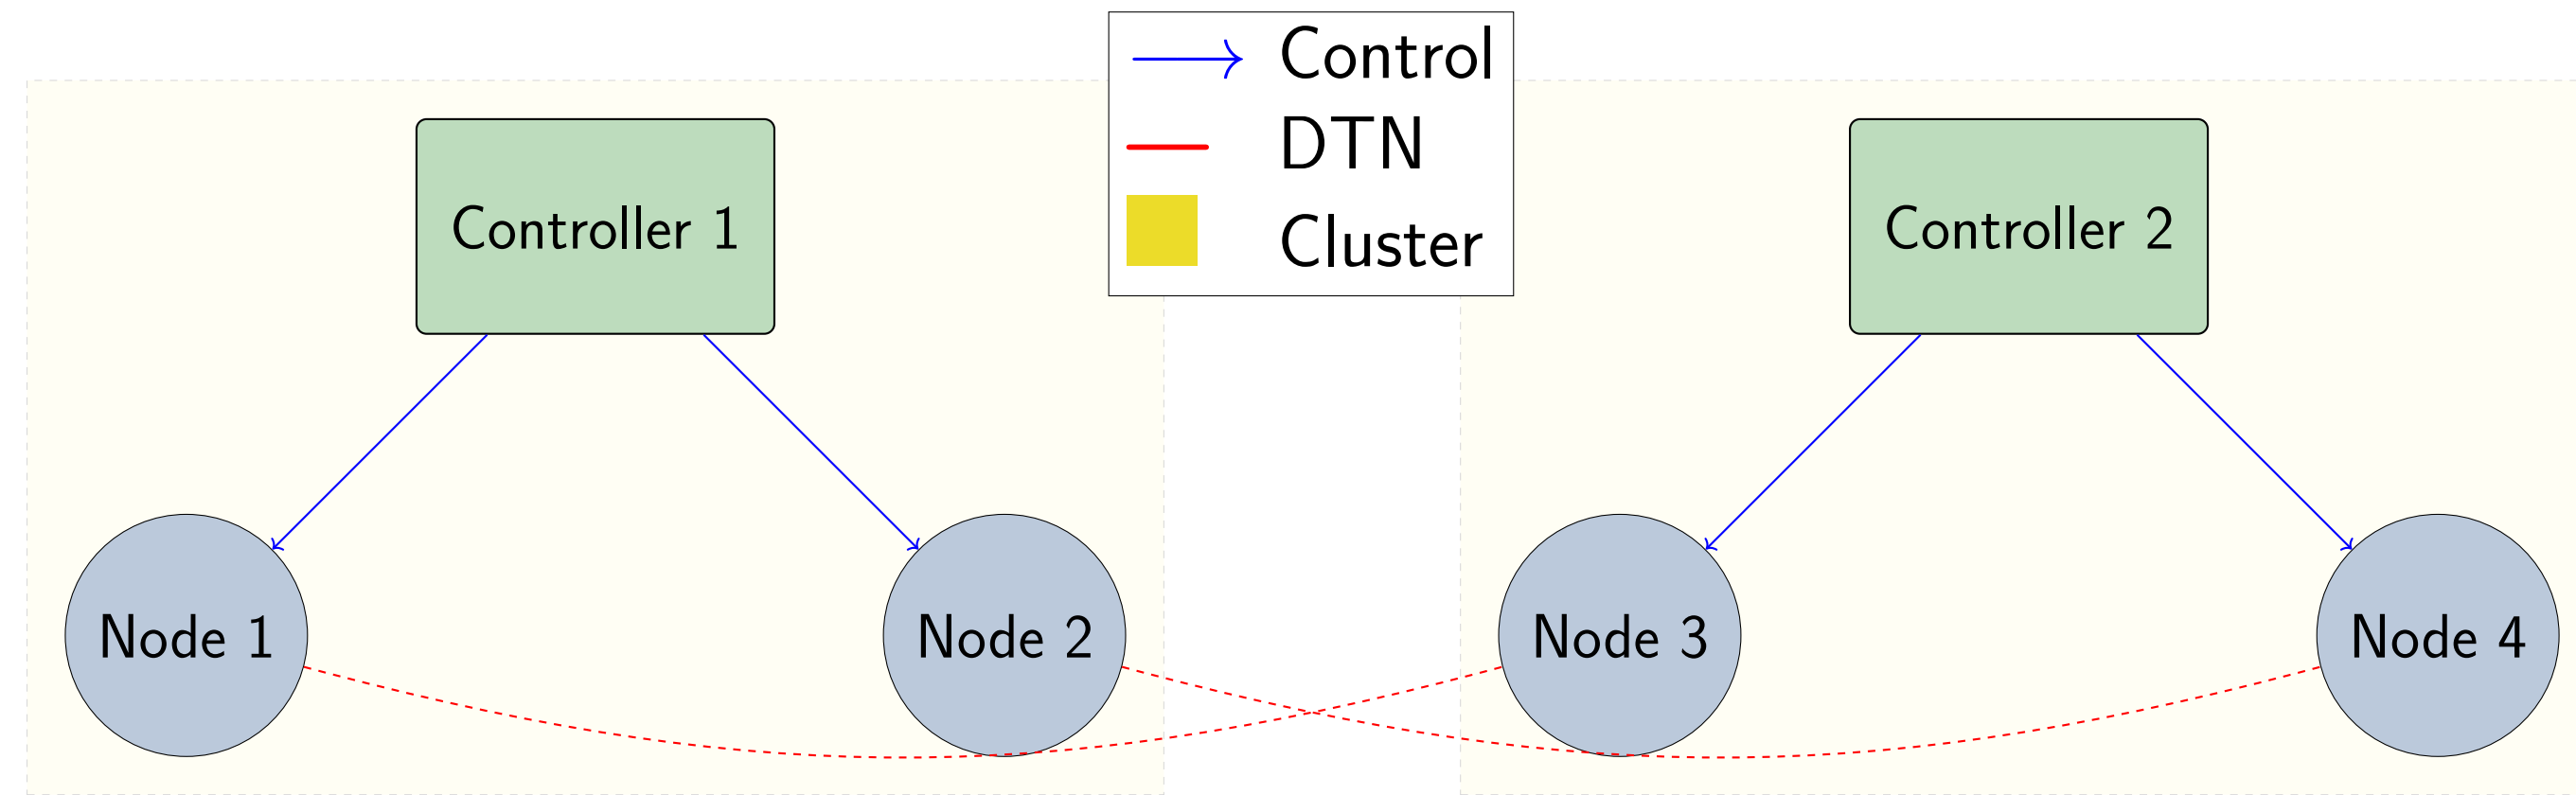 Control
DTN
Cluster
Controller 1
Controller 2
Node 1
Node 2
Node 3
Node 4